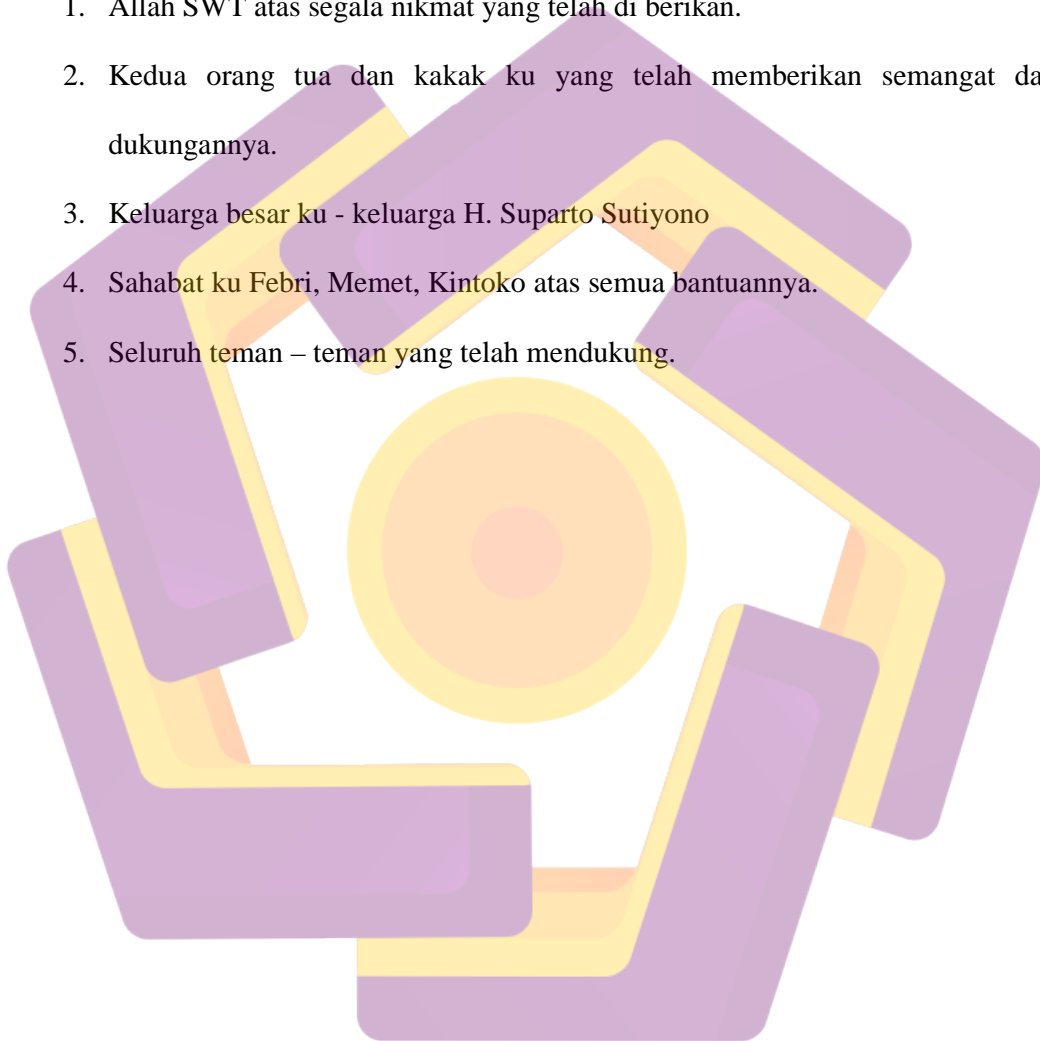 1. Allah SWT atas segala nikmat yang telah di berikan.
2. Kedua orang tua dan kakak ku yang telah memberikan semangat da
dukungannya.
3. Keluarga besar ku - keluarga H. Suparto Sutiyono
4. Sahabat ku Febri, Memet, Kintoko atas semua bantuannya.
5. Seluruh teman – teman yang telah mendukung.